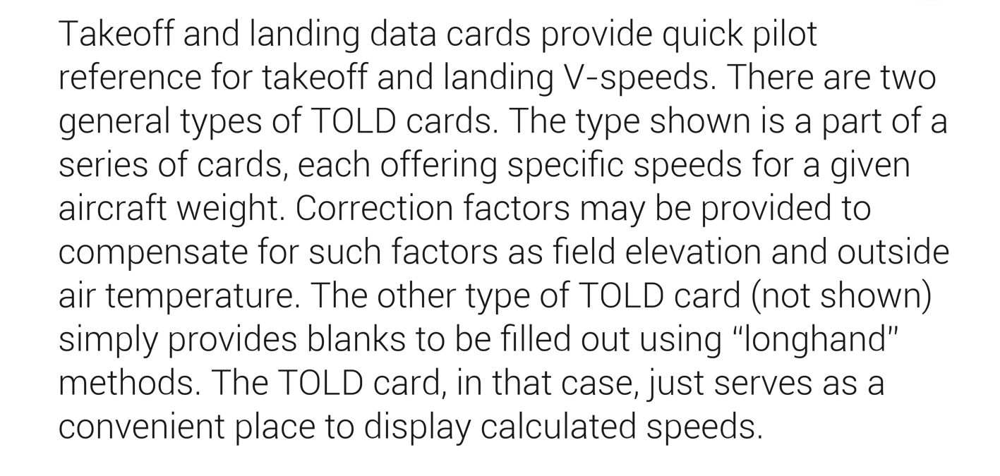 Takeoff and landing data cards provide quick pilot
reference for takeoff and landing V-speeds. There are two
general types of TOLD cards. The type shown is a part of a
series of cards, each offering specific speeds for a given
aircraft weight. Correction factors may be provided to
compensate for such factors as field elevation and outside
air temperature. The other type of TOLD card (not shown)
simply provides blanks to be filled out using “longhand”
methods. The TOLD card, in that case, just serves as a
convenient place to display calculated speeds.